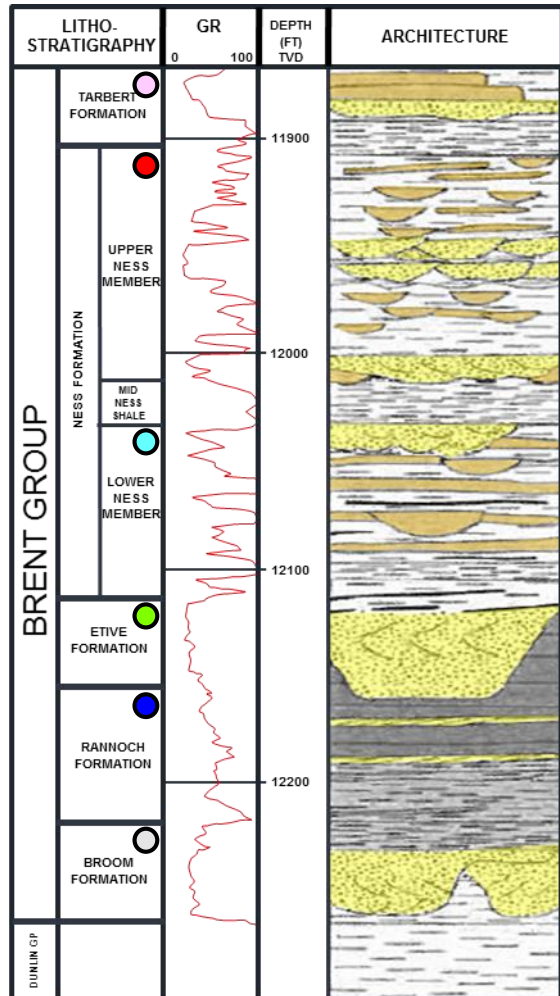 LITHO-
STRATIGRAPHY
GR
0 100
DEPTH
(FT)
TVD
ARCHITECTURE
BRENT GROUP
TARBERT
FORMATION
11900
NESS FORMATION
UPPER
NESS
MEMBER
12000
MID
NESS
SHALE
LOWER
NESS
MEMBER
12100
ETIVE
FORMATION
RANNOCH
FORMATION
12200
BROOM
FORMATION
DUNLIN GP